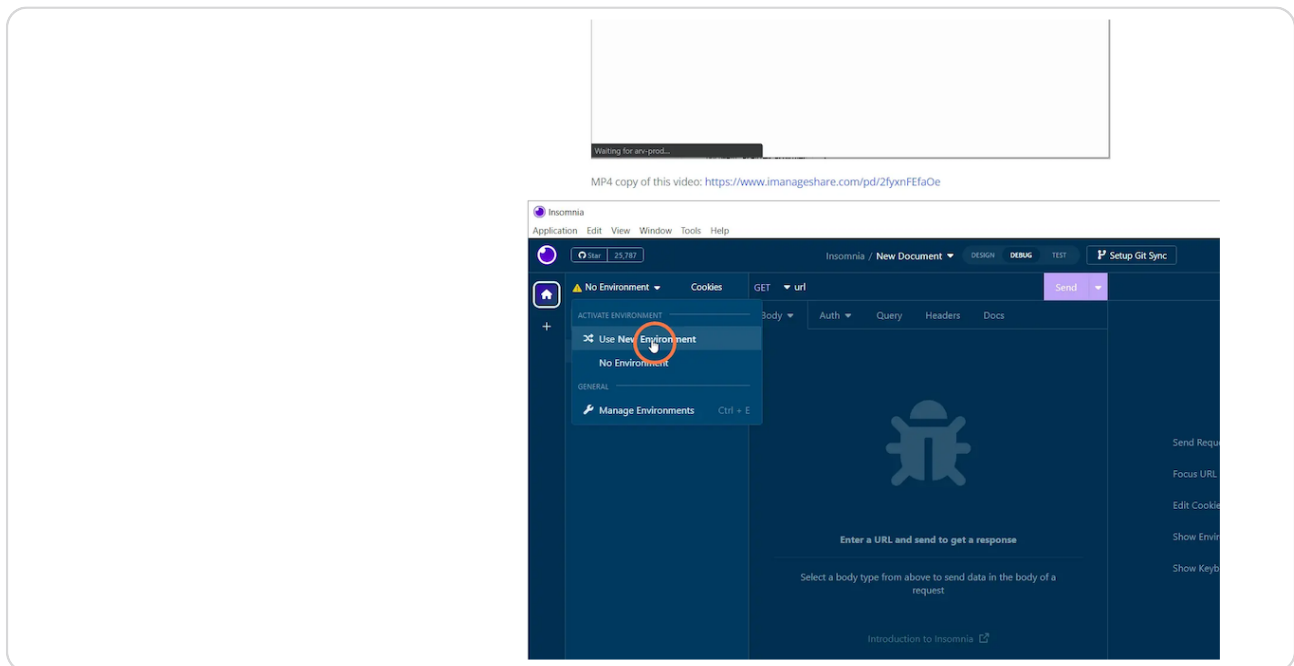 Waiting for arv-prod...
MP4 copy of this video: https://www.imanageshare.com/pd/2fyxnFEfaOe
Insomnia
Application Edit View Window Tools Help
Star 25,787
Insomnia / New Document
DESIGN DEBUG TEST
Setup Git Sync
No Environment
Cookies
GET url
Send
ACTIVATE ENVIRONMENT
Use New Environment
No Environment
GENERAL
Manage Environments Ctrl + E
Body Auth Query Headers Docs
Enter a URL and send to get a response
Select a body type from above to send data in the body of a
request
Introduction to Insomnia
Send Requ
Focus URL
Edit Cookie
Show Envir
Show Keyb